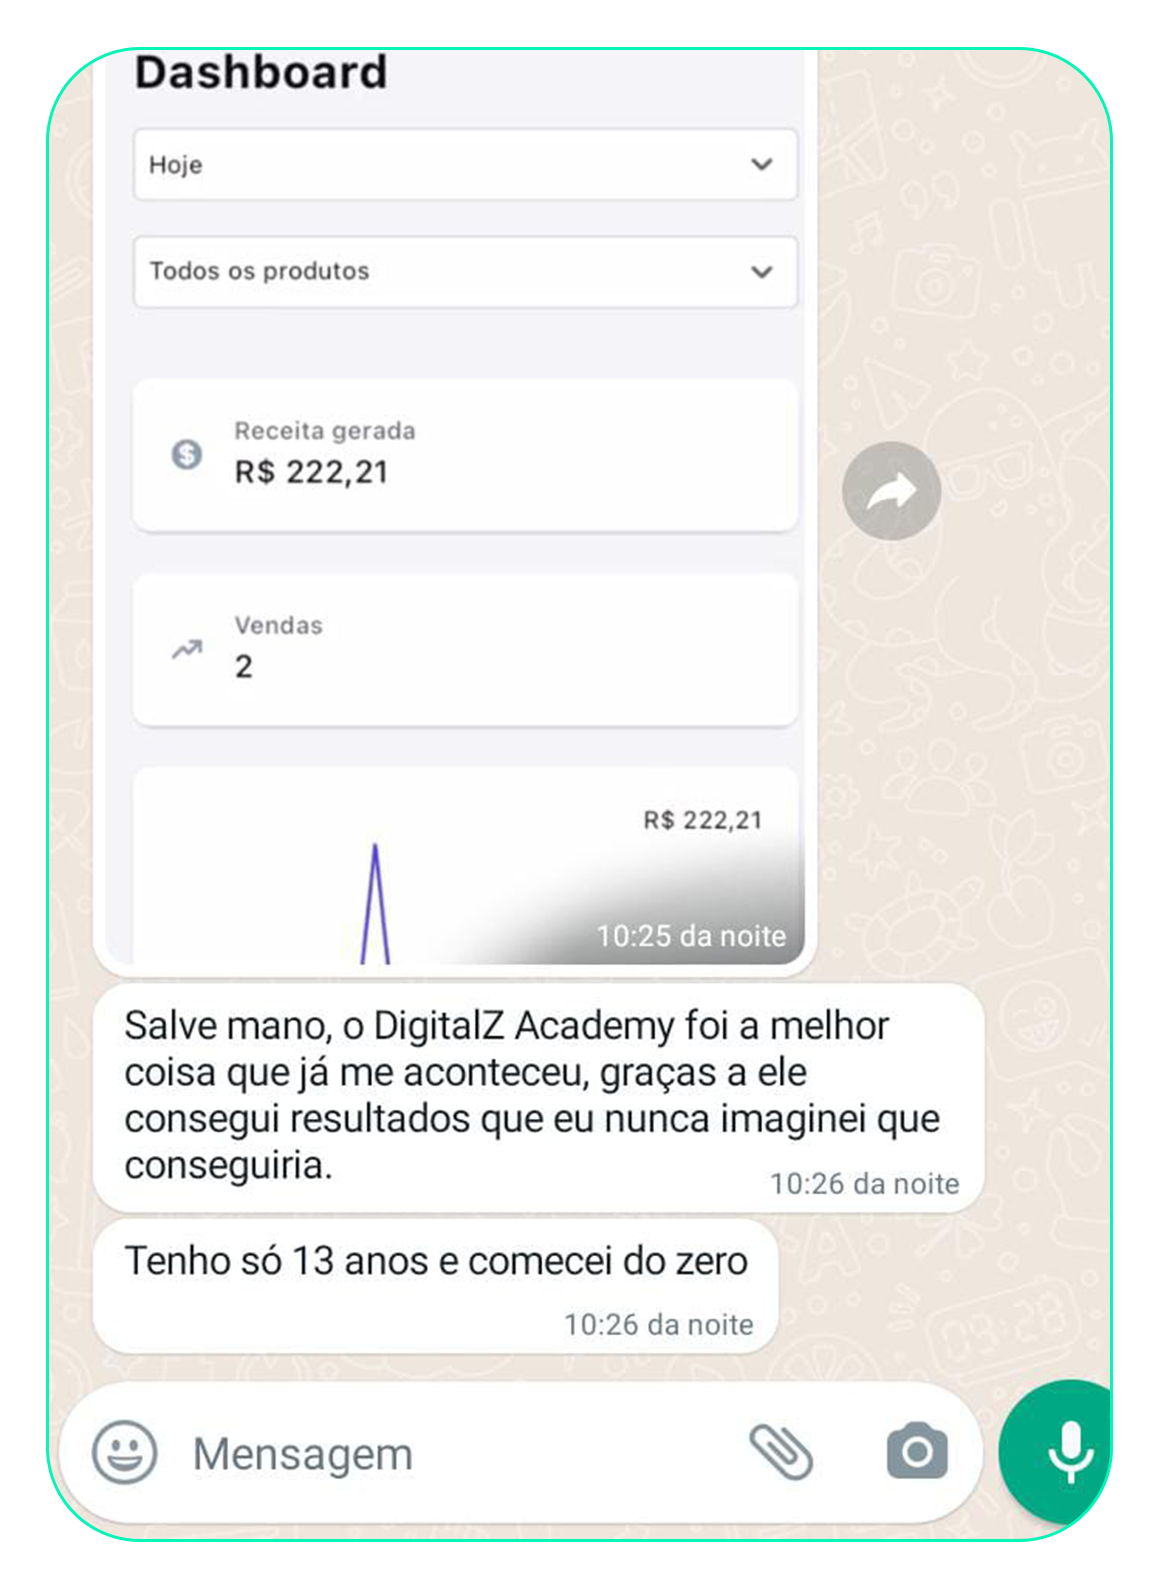 Dashboard
Hoje
Todos os produtos
Receita gerada
R$ 222,21
Vendas
2
R$ 222,21
10:25 da noite
Salve mano, o DigitalZ Academy foi a melhor
coisa que já me aconteceu, graças a ele
consegui resultados que eu nunca imaginei que
conseguiria.
10:26 da noite
Tenho só 13 anos e comecei do zero
10:26 da noite
Mensagem
09:28